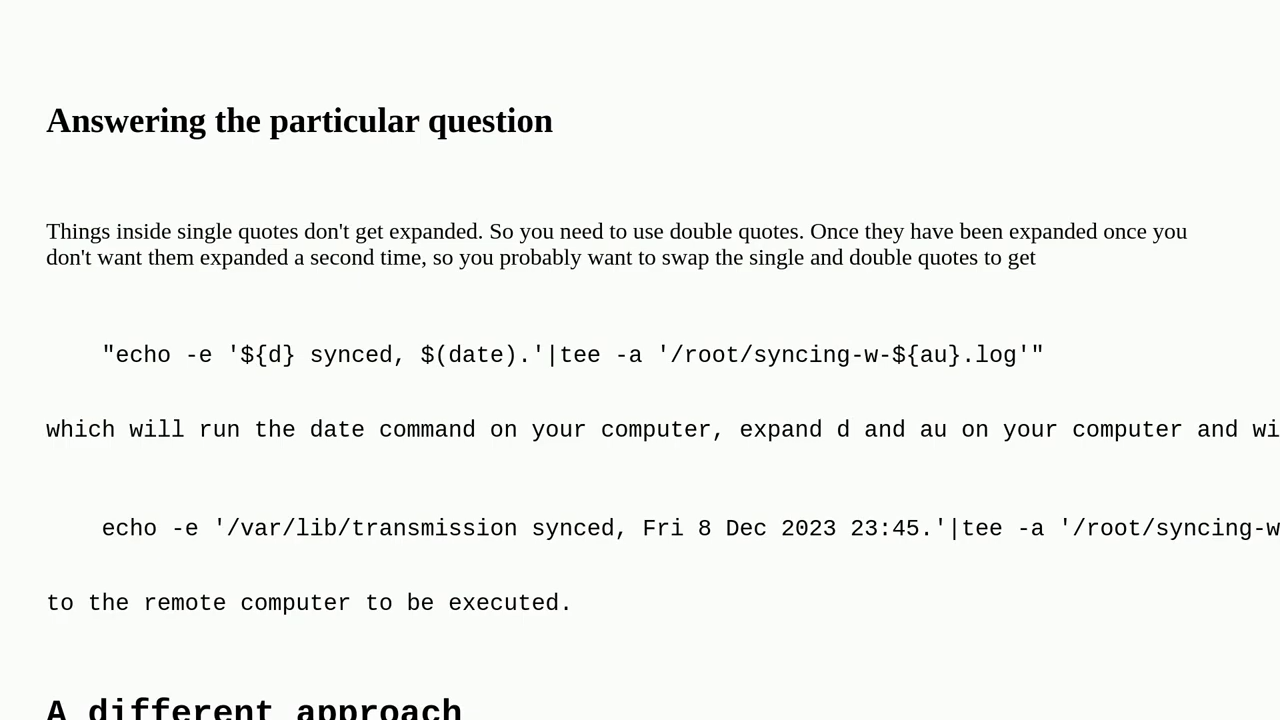 Answering the particular question
Things inside single quotes don't get expanded. So you need to use double quotes. Once they have been expanded once you
don't want them expanded a second time, so you probably want to swap the single and double quotes to get
"echo -e '${d} synced, $(date).'|tee -a '/root/syncing-w-${au}.log'"
which will run the date command on your computer, expand d and au on your computer and wi
echo -e '/var/lib/transmission synced, Fri 8 Dec 2023 23:45.'|tee -a '/root/syncing-w
to the remote computer to be executed.
A different approach